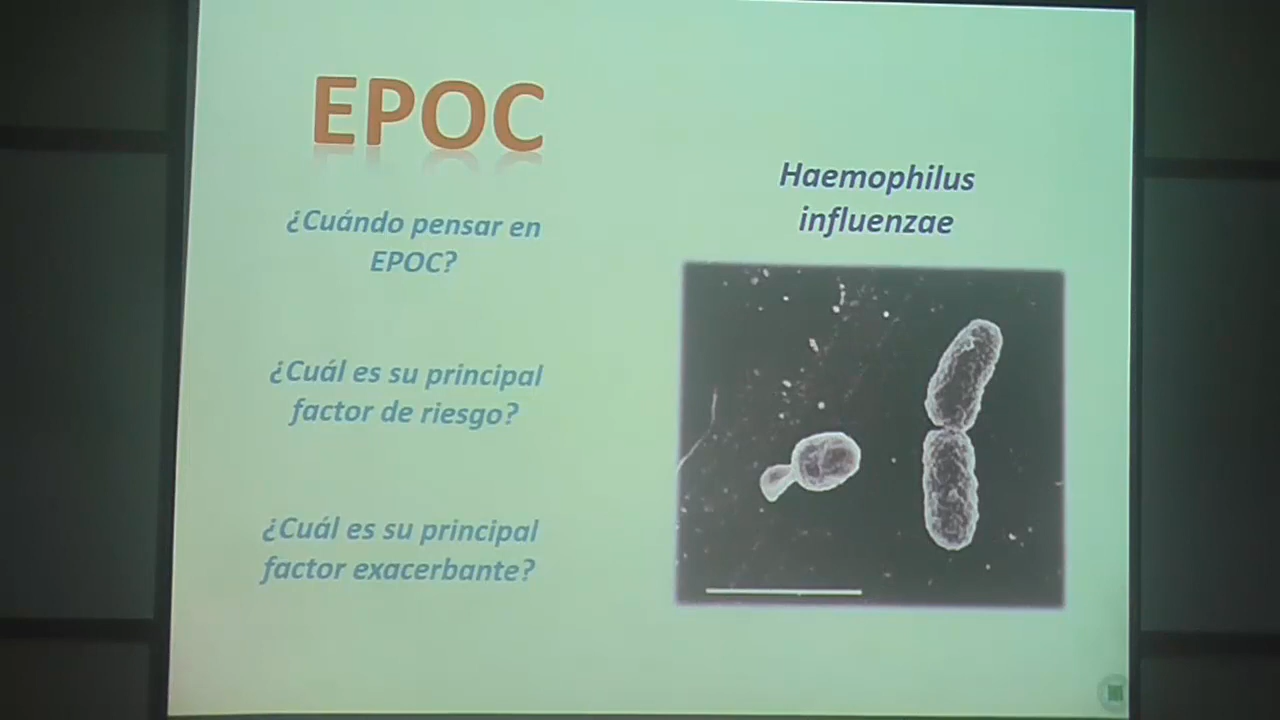 EPOC
¿Cuándo pensar en
EPOC?
¿Cuál es su principal
factor de riesgo?
¿Cuál es su principal
factor exacerbante?
Haemophilus
influenzae